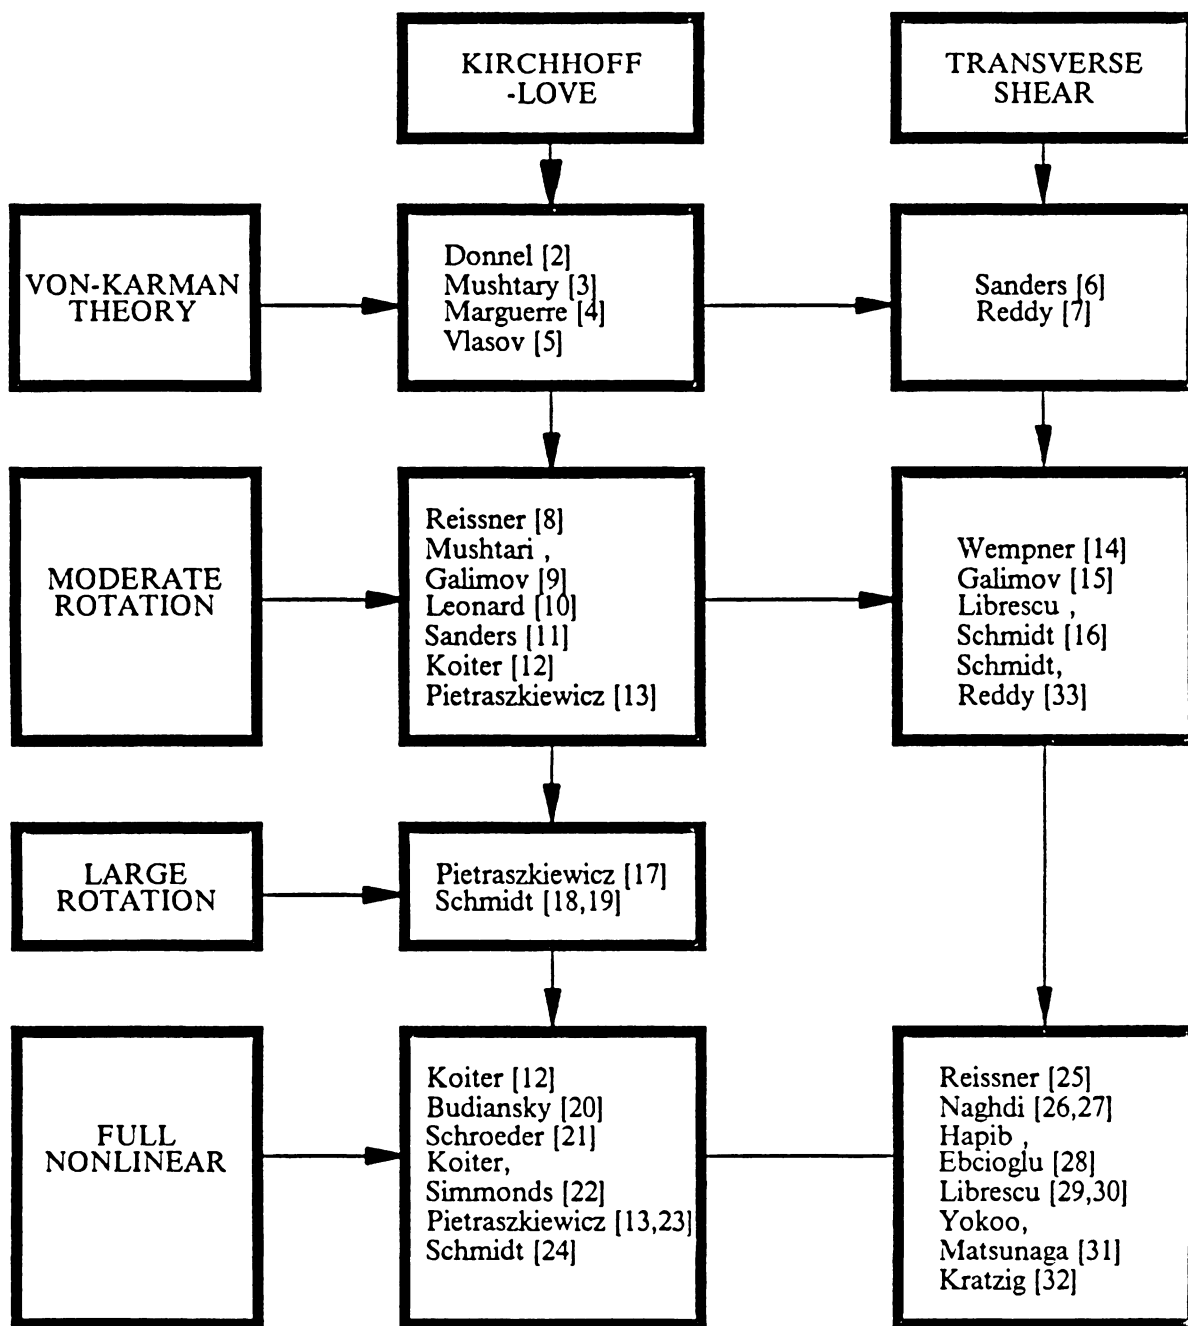 KIRCHHOFF
-LOVE
TRANSVERSE
SHEAR
VON-KARMAN
THEORY
Donnel [2]
Mushtary [3]
Marguerre [4]
Vlasov [5]
Sanders [6]
Reddy [7]
MODERATE
ROTATION
Reissner [8]
Mushtari ,
Galimov [9]
Leonard [10]
Sanders [11]
Koiter [12]
Pietraszkiewicz [13]
Wempner [14]
Galimov [15]
Librescu ,
Schmidt [16]
Schmidt,
Reddy [33]
LARGE
ROTATION
Pietraszkiewicz [17]
Schmidt [18,19]
FULL
NONLINEAR
Koiter [12]
Budiansky [20]
Schroeder [21]
Koiter,
Simmonds [22]
Pietraszkiewicz [13,23]
Schmidt [24]
Reissner [25]
Naghdi [26,27]
Hapib ,
Ebcioglu [28]
Librescu [29,30]
Yokoo,
Matsunaga [31]
Kratzig [32]